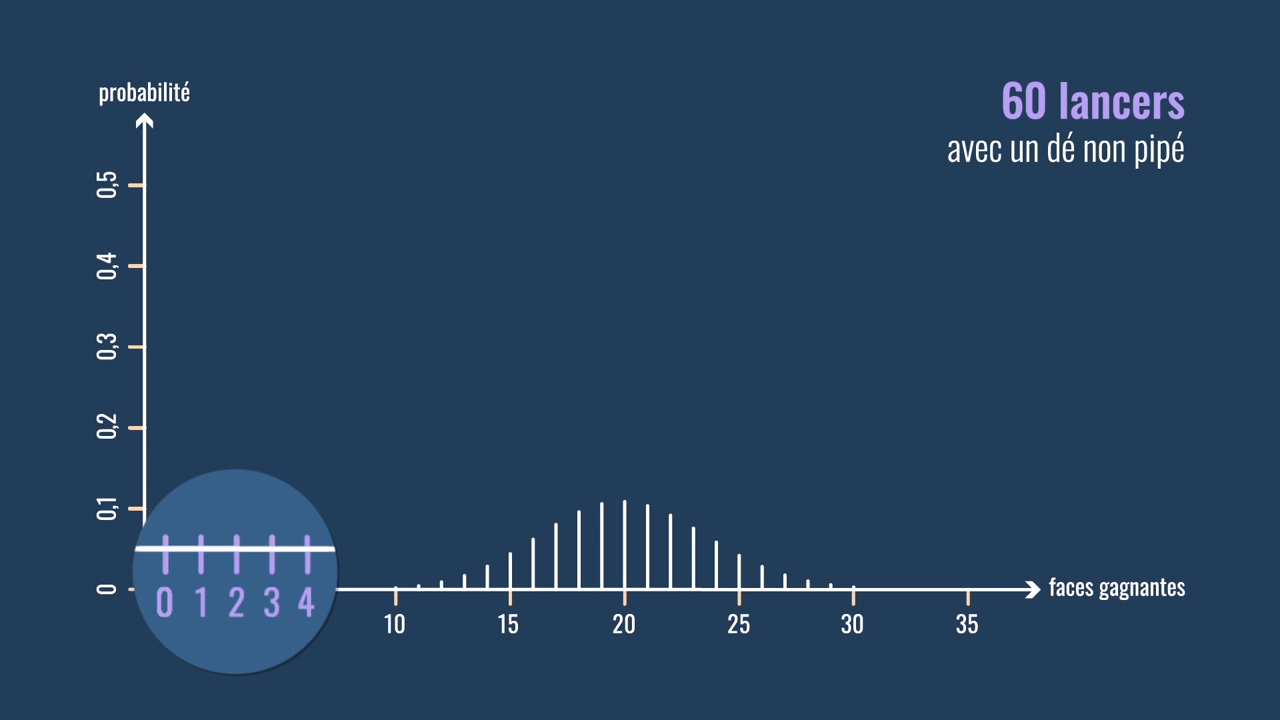 probabilité
60 lancers
avec un dé non pipé
0,5
0,4
0,3
0,2
0,1
0
0 1 2 3 4
faces gagnantes
10 15 20 25 30 35